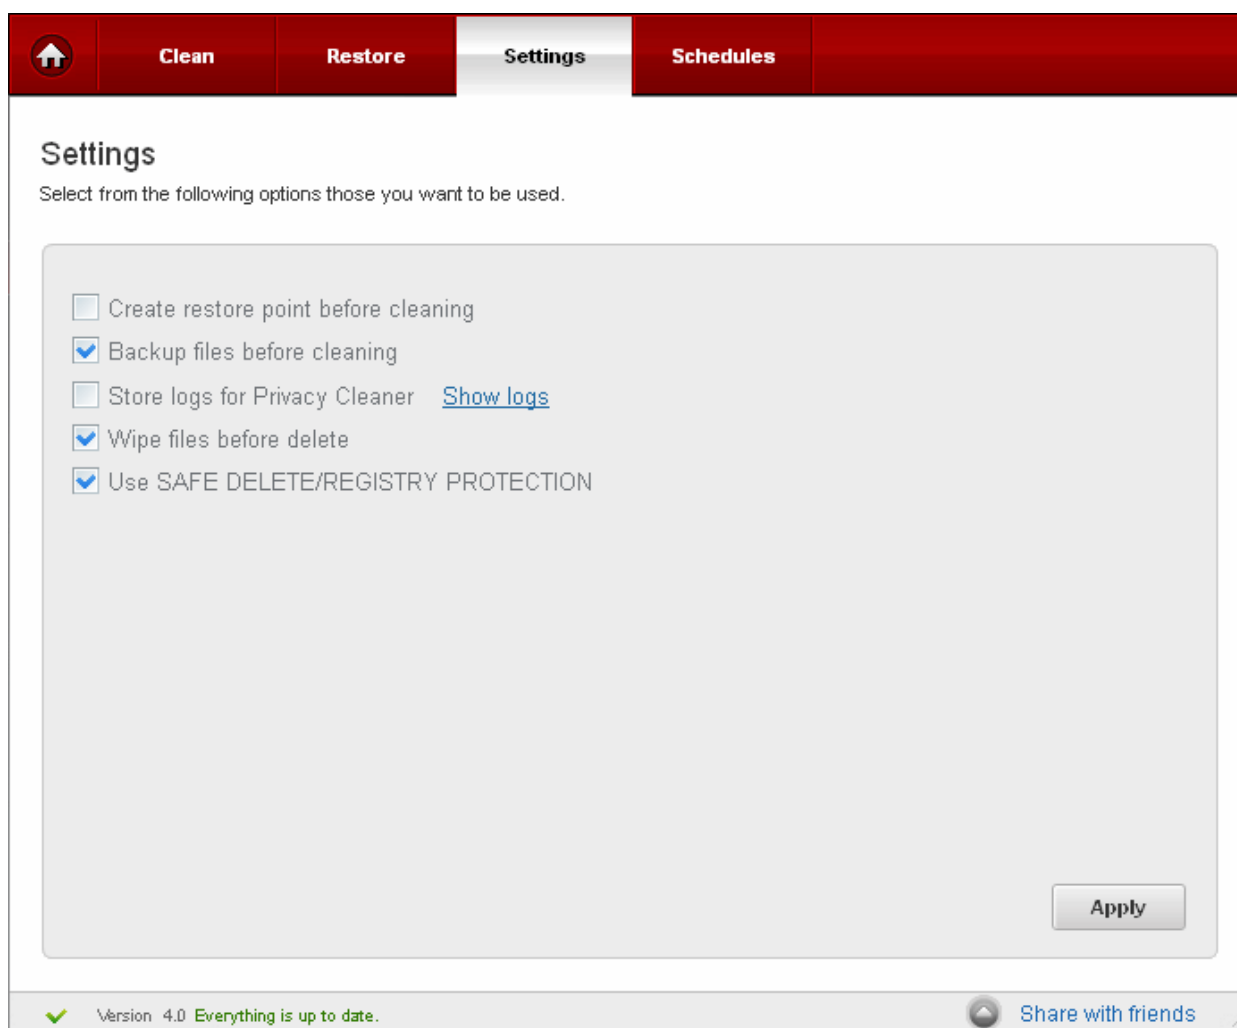 Clean Restore Settings Schedules
Settings
Select from the following options those you want to be used.
Create restore point before cleaning
Backup files before cleaning
Store logs for Privacy Cleaner Show logs
Wipe files before delete
Use SAFE DELETE/REGISTRY PROTECTION
Apply
Version 4.0 Everything is up to date. Share with friends